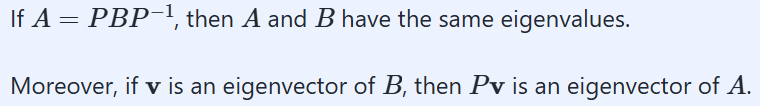 If A = PBP⁻¹, then A and B have the same eigenvalues.
Moreover, if v is an eigenvector of B, then Pv is an eigenvector of A.